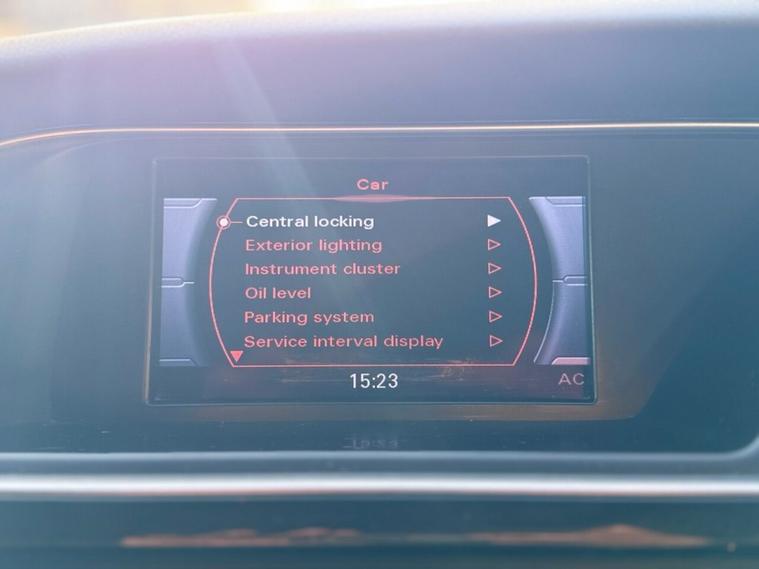 Car
Central locking
Exterior lighting
Instrument cluster
Oil level
Parking system
Service interval display
15:23
AC